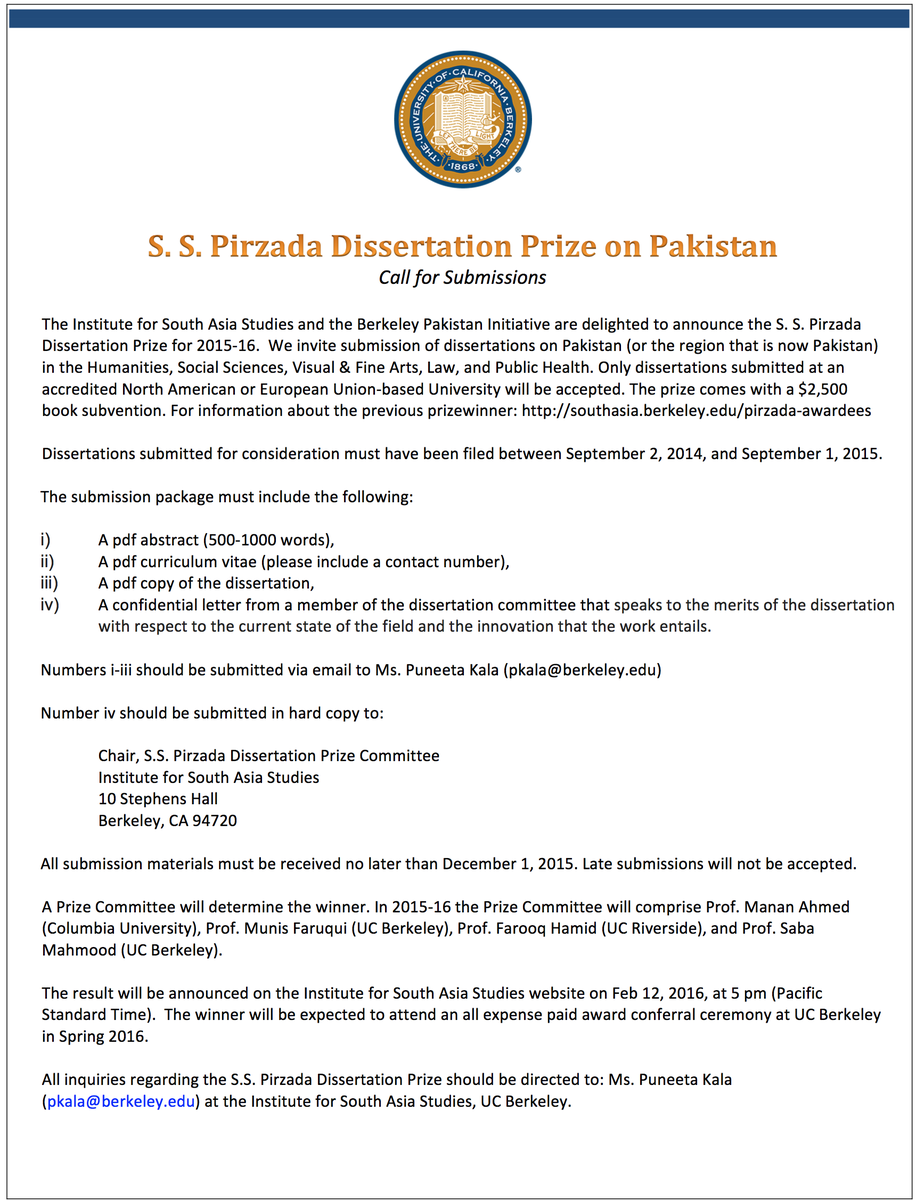 THE UNIVERSITY OF CALIFORNIA BERKELEY
LET THERE BE LIGHT
1868
®
S. S. Pirzada Dissertation Prize on Pakistan
Call for Submissions
The Institute for South Asia Studies and the Berkeley Pakistan Initiative are delighted to announce the S. S. Pirzada
Dissertation Prize for 2015-16.  We invite submission of dissertations on Pakistan (or the region that is now Pakistan)
in the Humanities, Social Sciences, Visual & Fine Arts, Law, and Public Health. Only dissertations submitted at an
accredited North American or European Union-based University will be accepted. The prize comes with a $2,500
book subvention. For information about the previous prizewinner: http://southasia.berkeley.edu/pirzada-awardees
Dissertations submitted for consideration must have been filed between September 2, 2014, and September 1, 2015.
The submission package must include the following:
i) A pdf abstract (500-1000 words),
ii) A pdf curriculum vitae (please include a contact number),
iii) A pdf copy of the dissertation,
iv) A confidential letter from a member of the dissertation committee that speaks to the merits of the dissertation
with respect to the current state of the field and the innovation that the work entails.
Numbers i-iii should be submitted via email to Ms. Puneeta Kala (pkala@berkeley.edu)
Number iv should be submitted in hard copy to:
Chair, S.S. Pirzada Dissertation Prize Committee
Institute for South Asia Studies
10 Stephens Hall
Berkeley, CA 94720
All submission materials must be received no later than December 1, 2015. Late submissions will not be accepted.
A Prize Committee will determine the winner. In 2015-16 the Prize Committee will comprise Prof. Manan Ahmed
(Columbia University), Prof. Munis Faruqui (UC Berkeley), Prof. Farooq Hamid (UC Riverside), and Prof. Saba
Mahmood (UC Berkeley).
The result will be announced on the Institute for South Asia Studies website on Feb 12, 2016, at 5 pm (Pacific
Standard Time).  The winner will be expected to attend an all expense paid award conferral ceremony at UC Berkeley
in Spring 2016.
All inquiries regarding the S.S. Pirzada Dissertation Prize should be directed to: Ms. Puneeta Kala
(pkala@berkeley.edu) at the Institute for South Asia Studies, UC Berkeley.